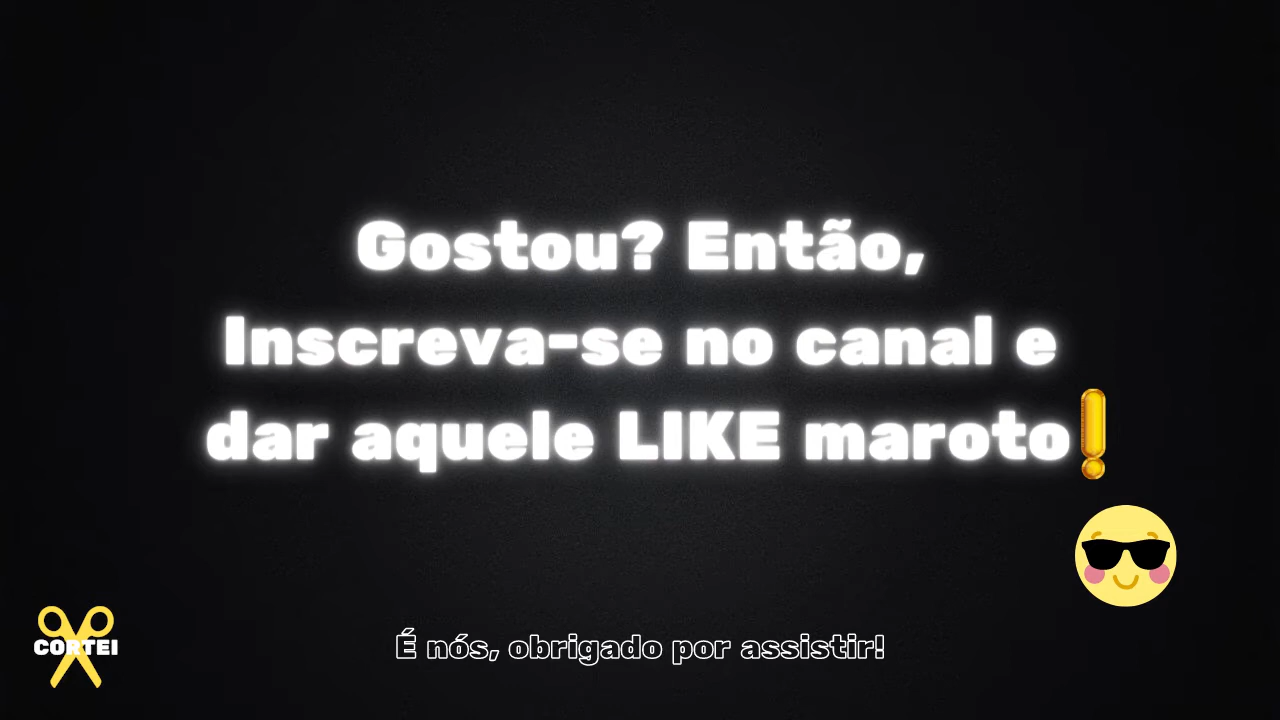 Gostou? Então,
Inscreva-se no canal e
dar aquele LIKE maroto!
CORTEI
É nós, obrigado por assistir!